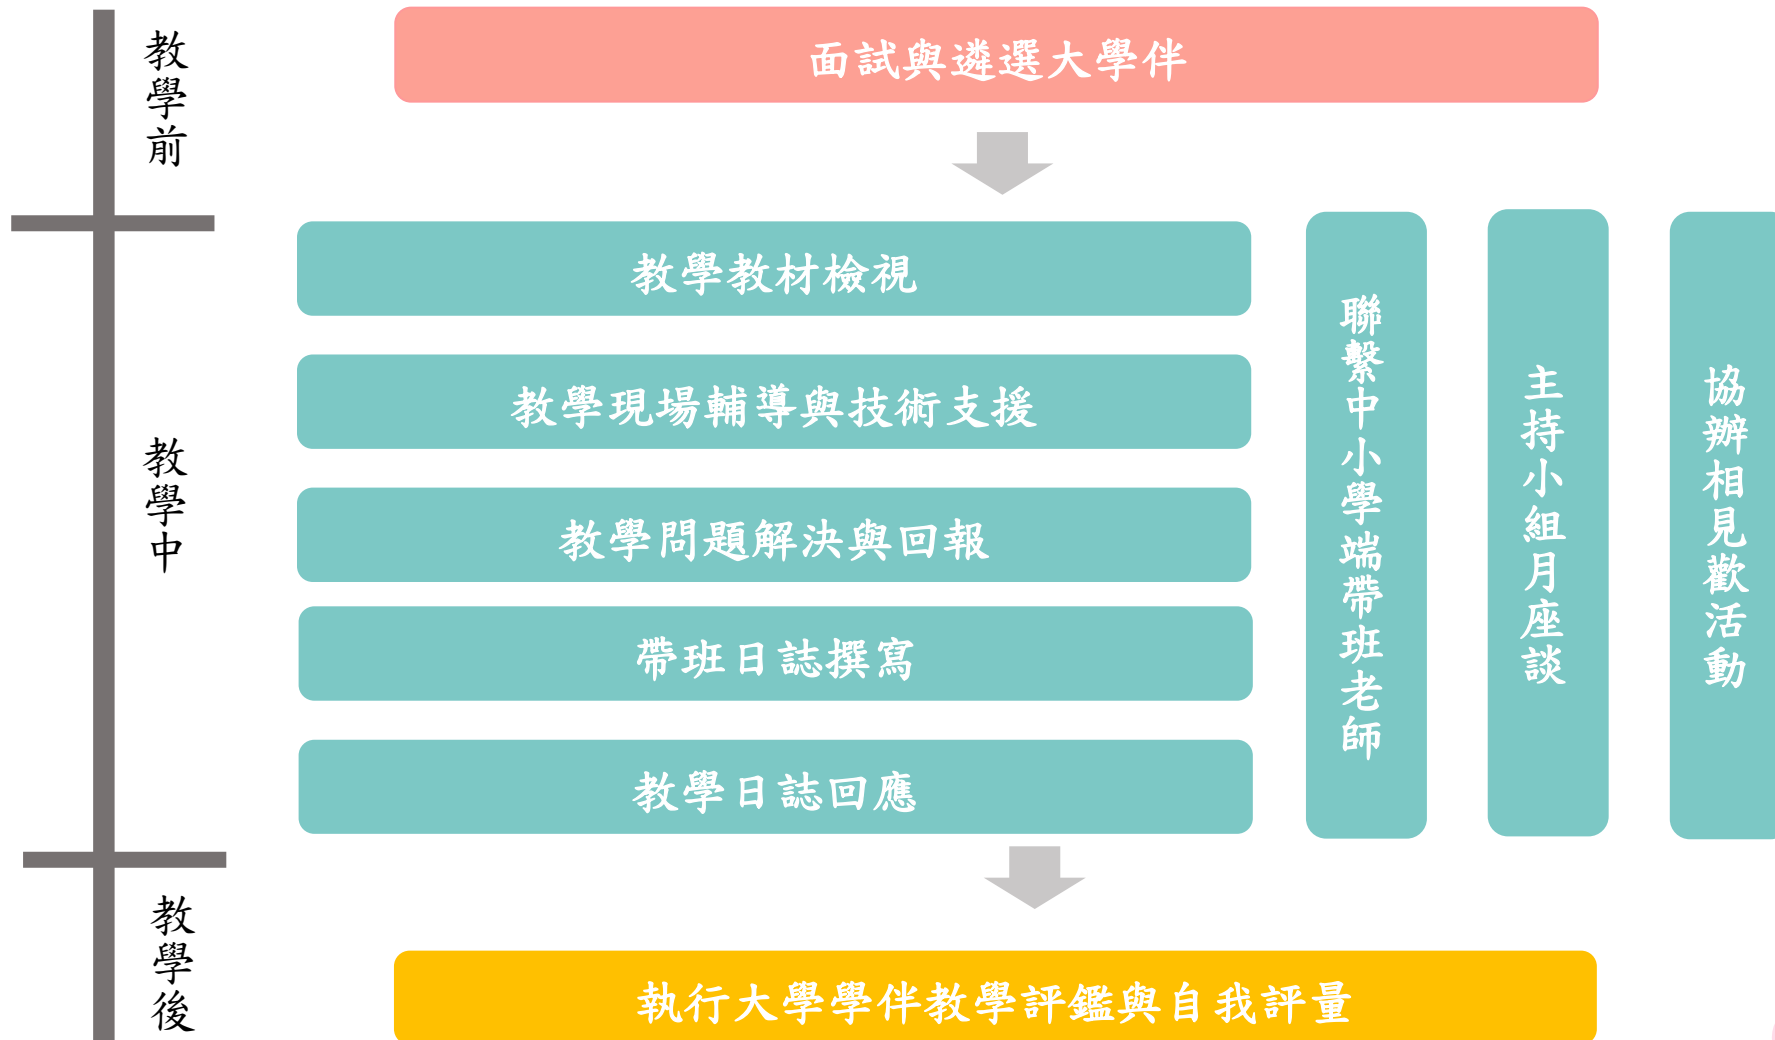 教學前
面試與遴選大學伴
教學中
教學教材檢視
教學現場輔導與技術支援
教學問題解決與回報
帶班日誌撰寫
教學日誌回應
聯繫中小學端帶班老師
主持小組月座談
協辦相見歡活動
教學後
執行大學學伴教學評鑑與自我評量